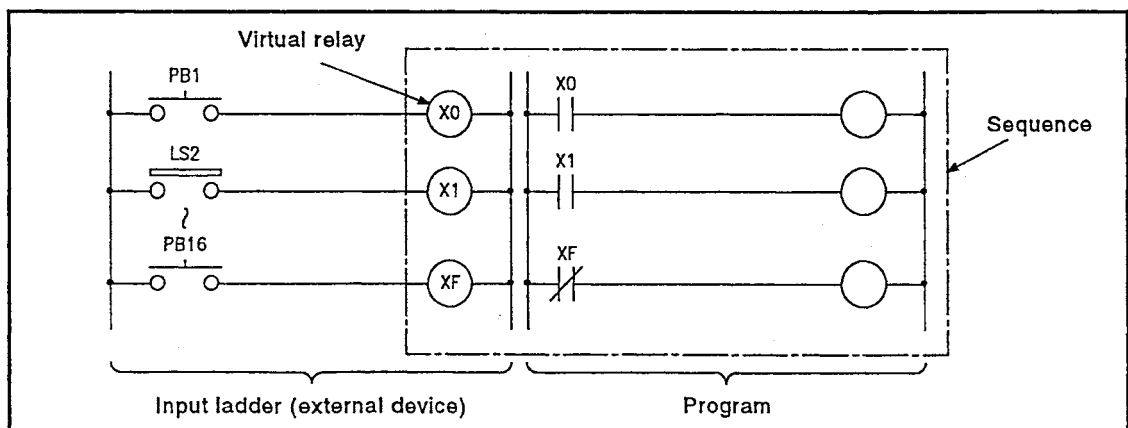 Virtual relay
PB1
X0
X0
Sequence
LS2
X1
X1
PB16
XF
XF
Input ladder (external device)
Program